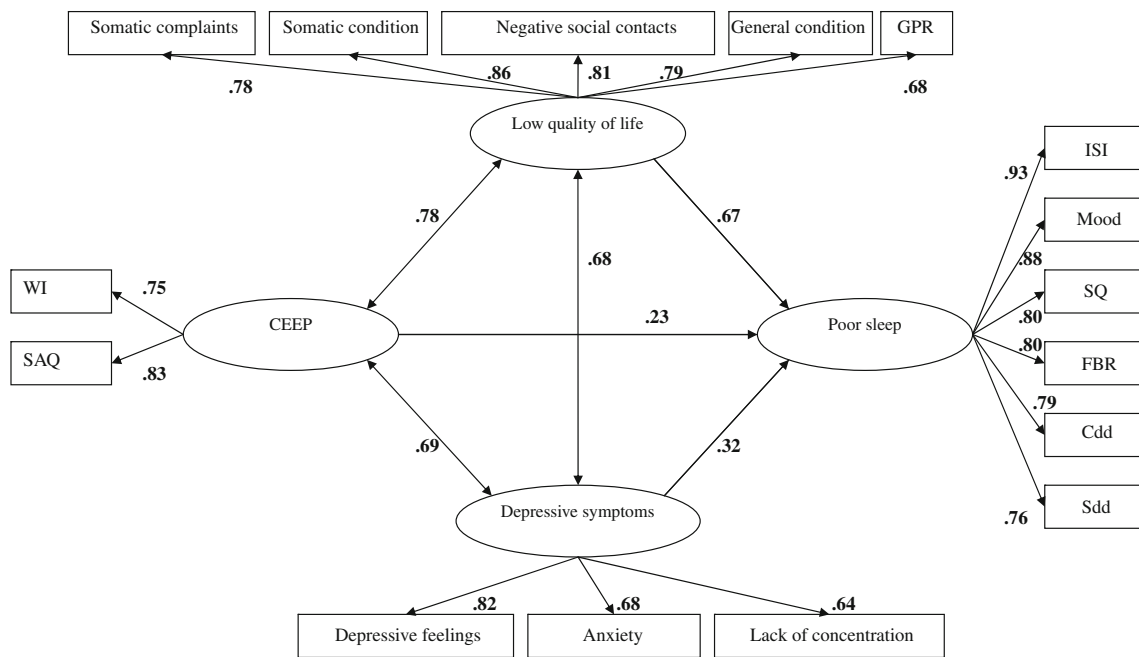 Somatic complaints Somatic condition Negative social contacts General condition GPR
.78 .86 .81 .79 .68
Low quality of life
ISI
.93
Mood
.88
.78 .67
.68
WI .75
SQ
.80
CEEP .23 Poor sleep
SAQ .83
.80
FBR
.79
Cdd
.69 .32
Depressive symptoms
Sdd
.76
.82 .68 .64
Depressive feelings Anxiety Lack of concentration